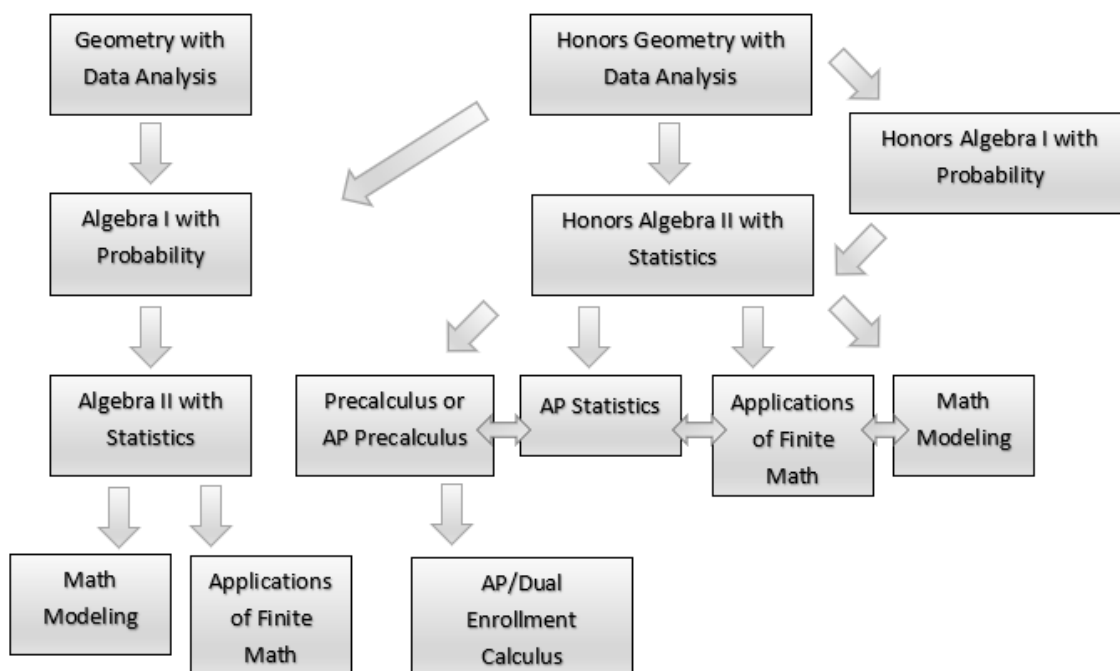 Geometry with
Data Analysis
Honors Geometry with
Data Analysis
Honors Algebra I with
Probability
Algebra I with
Probability
Honors Algebra II with
Statistics
Algebra II with
Statistics
Precalculus or
AP Precalculus
AP Statistics
Applications
of Finite
Math
Math
Modeling
Math
Modeling
Applications
of Finite
Math
AP/Dual
Enrollment
Calculus